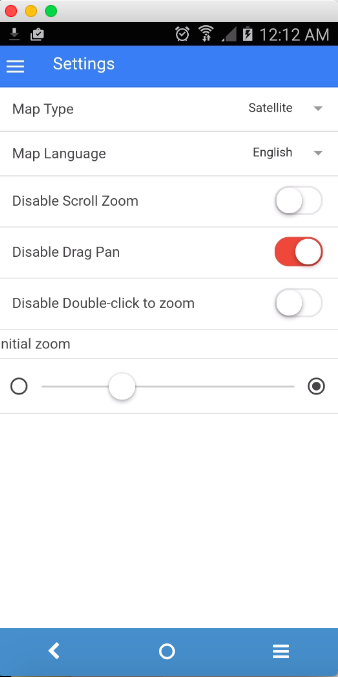 12:12 AM
Settings
Map Type
Satellite
Map Language
English
Disable Scroll Zoom
Disable Drag Pan
Disable Double-click to zoom
nitial zoom